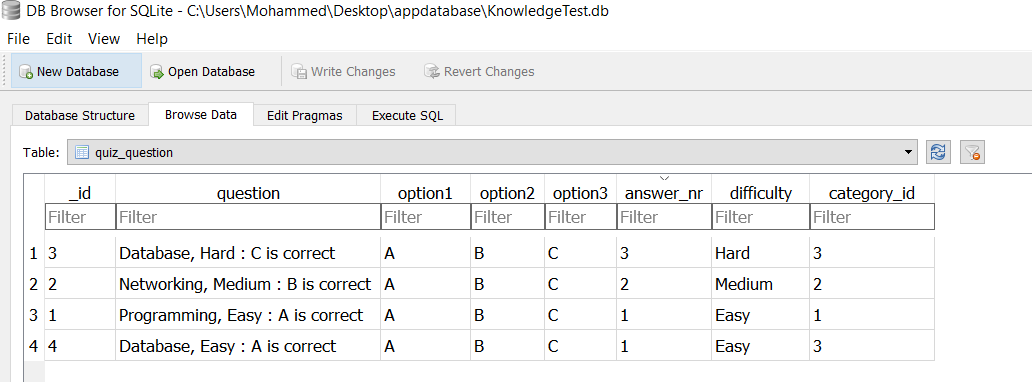 DB Browser for SQLite - C:\Users\Mohammed\Desktop\appdatabase\KnowledgeTest.db
File Edit View Help
New Database Open Database Write Changes Revert Changes
Database Structure Browse Data Edit Pragmas Execute SQL
Table: quiz_question
_id question option1 option2 option3 answer_nr difficulty category_id
Filter Filter Filter Filter Filter Filter Filter Filter
1 3 Database, Hard : C is correct A B C 3 Hard 3
2 2 Networking, Medium : B is correct A B C 2 Medium 2
3 1 Programming, Easy : A is correct A B C 1 Easy 1
4 4 Database, Easy : A is correct A B C 1 Easy 3